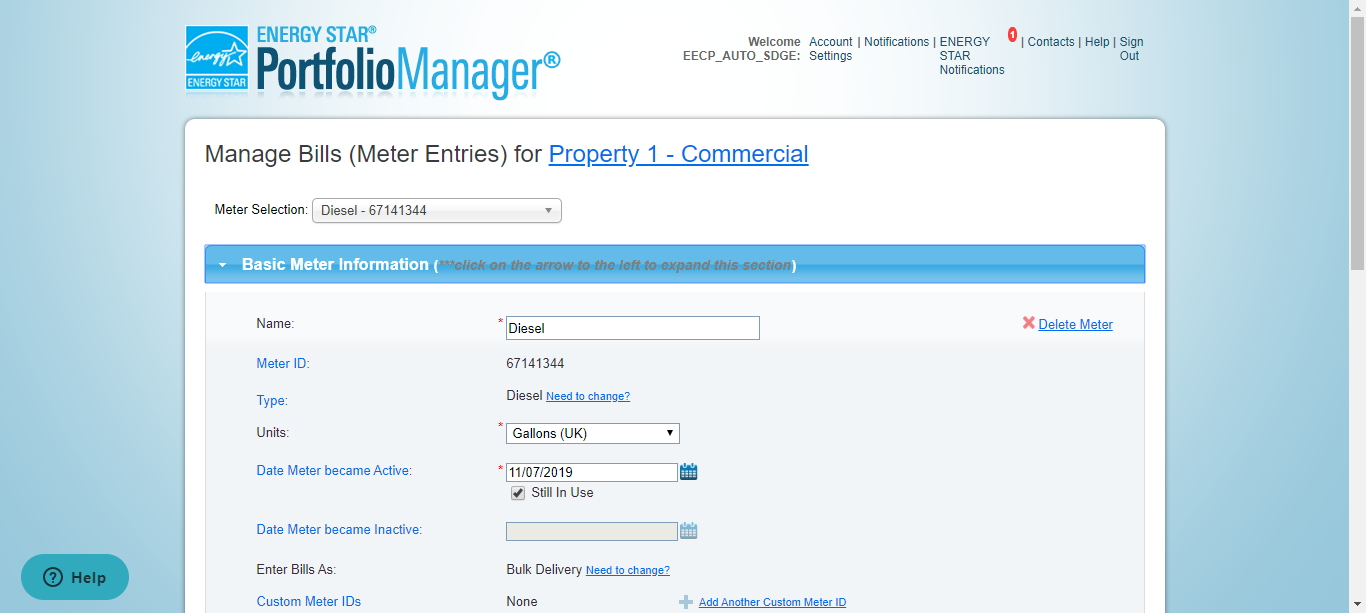 ENERGY STAR®
PortfolioManager®
energy
ENERGY STAR
Welcome EECP_AUTO_SDGE:
Account Settings | Notifications | ENERGY STAR Notifications 1 | Contacts | Help | Sign Out
Manage Bills (Meter Entries) for Property 1 - Commercial
Meter Selection: Diesel - 67141344
Basic Meter Information (***click on the arrow to the left to expand this section)
Name: * Diesel Delete Meter
Meter ID: 67141344
Type: Diesel Need to change?
Units: * Gallons (UK)
Date Meter became Active: * 11/07/2019
Still In Use
Date Meter became Inactive:
Enter Bills As: Bulk Delivery Need to change?
Custom Meter IDs None Add Another Custom Meter ID
? Help